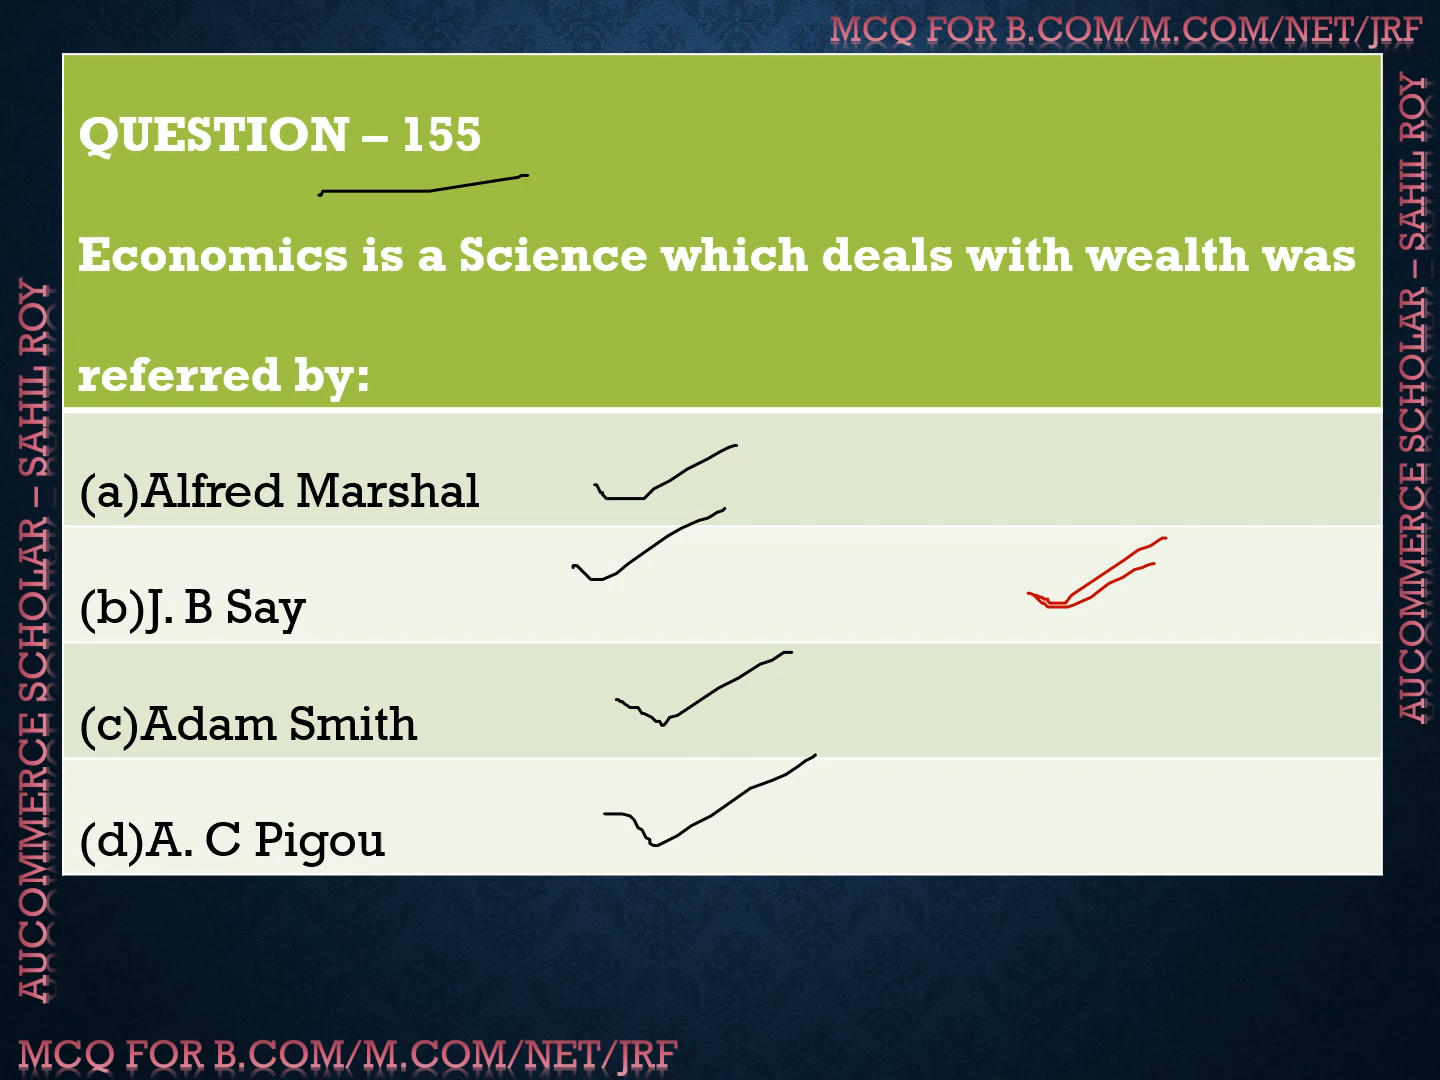 MCQ FOR B.COM/M.COM/NET/JRF
QUESTION – 155
Economics is a Science which deals with wealth was
referred by:
(a)Alfred Marshal
(b)J. B Say
(c)Adam Smith
(d)A. C Pigou
AUCOMMERCE SCHOLAR – SAHIL ROY
AUCOMMERCE SCHOLAR – SAHIL ROY
MCQ FOR B.COM/M.COM/NET/JRF